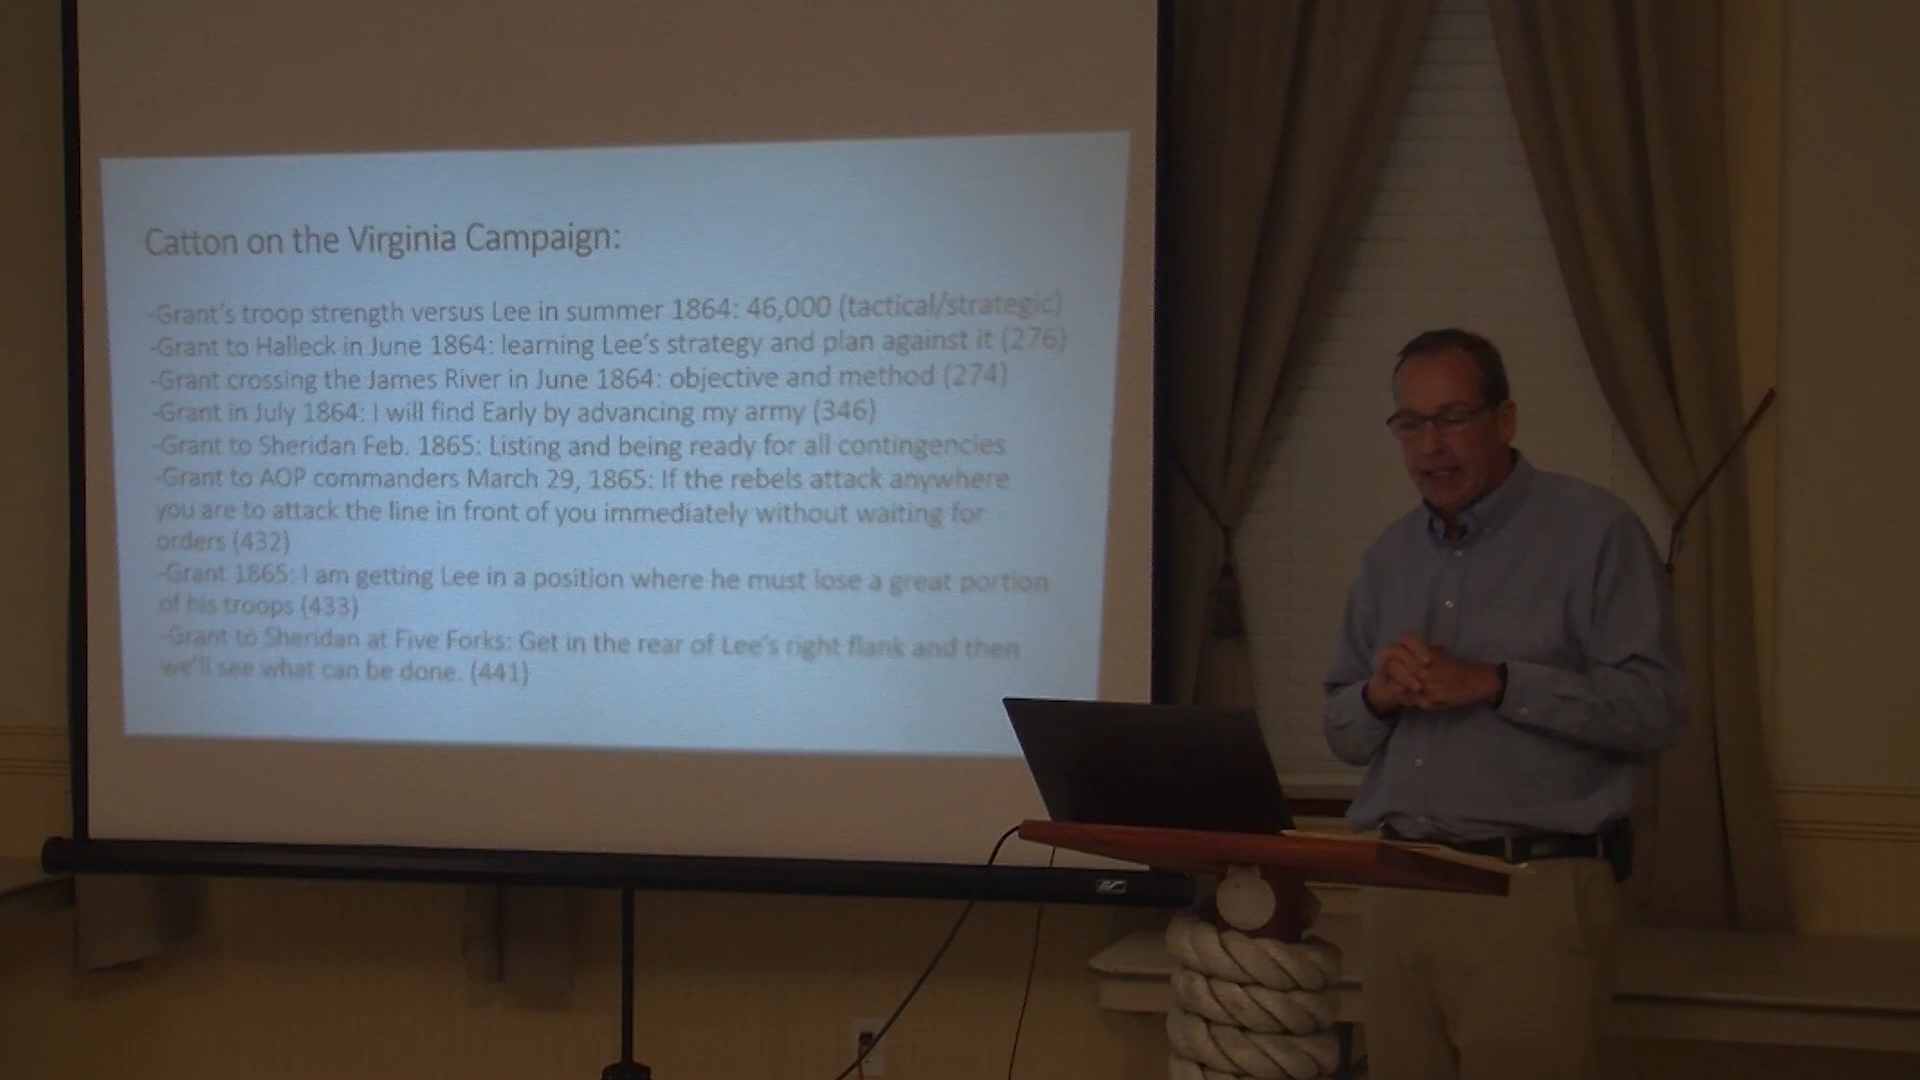 Catton on the Virginia Campaign:
-Grant's troop strength versus Lee in summer 1864: 46,000 (tactical/strategic)
-Grant to Halleck in June 1864: learning Lee's strategy and plan against it (276)
-Grant crossing the James River in June 1864: objective and method (274)
-Grant in July 1864: I will find Early by advancing my army (346)
-Grant to Sheridan Feb. 1865: Listing and being ready for all contingencies
-Grant to AOP commanders March 29, 1865: If the rebels attack anywhere
you are to attack the line in front of you immediately without waiting for
orders (432)
-Grant 1865: I am getting Lee in a position where he must lose a great portion
of his troops (433)
-Grant to Sheridan at Five Forks: Get in the rear of Lee's right flank and then
we'll see what can be done. (441)